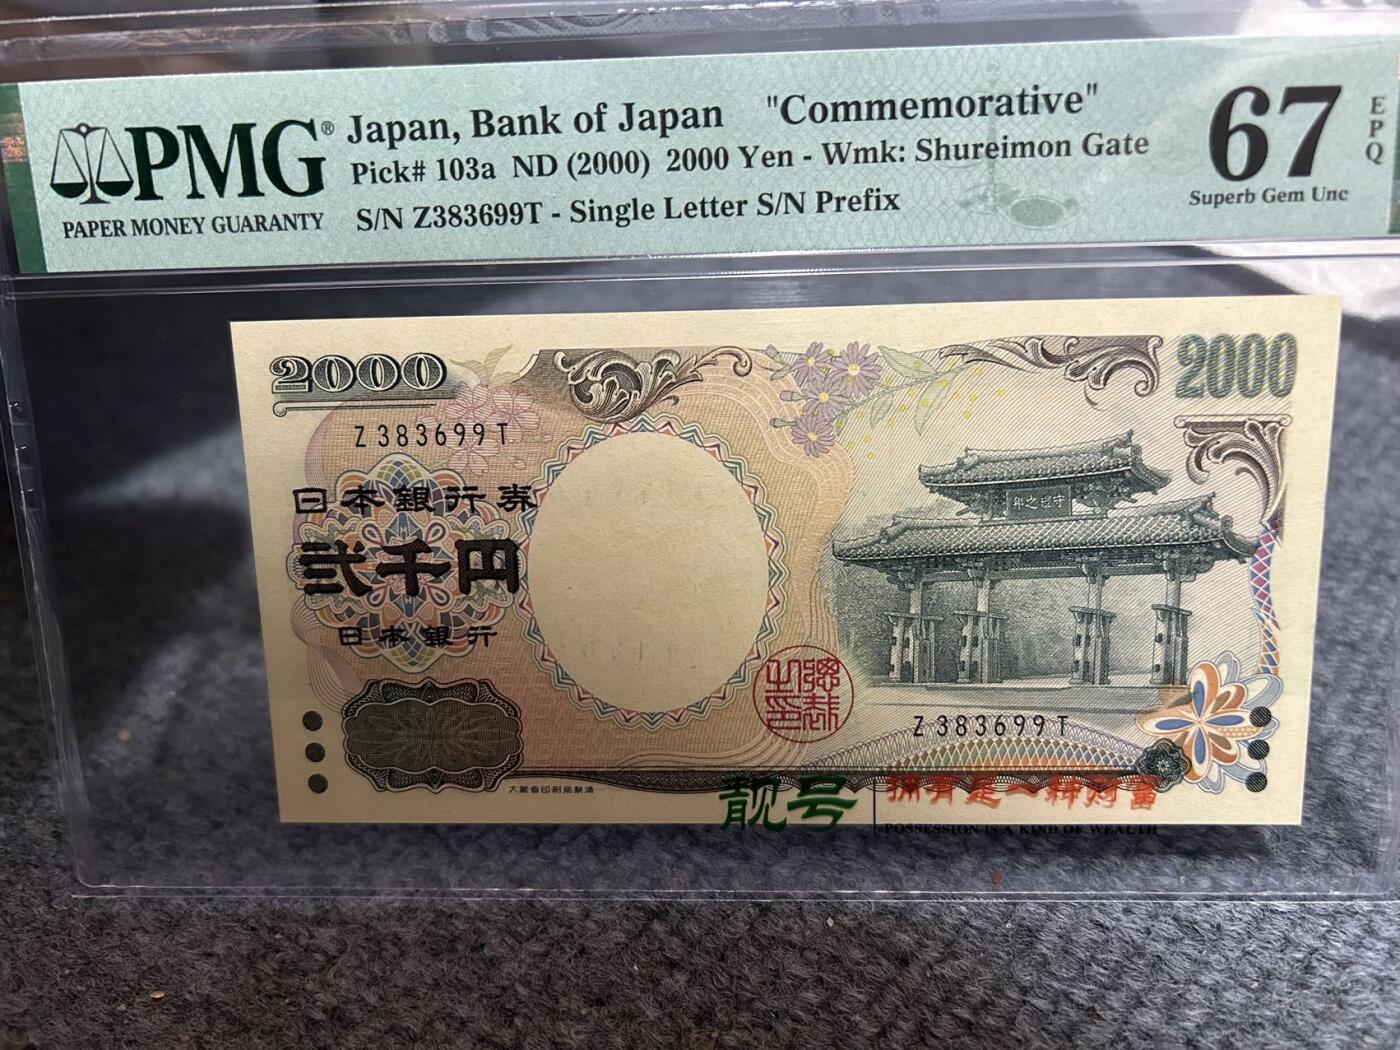 PMG®
PAPER MONEY GUARANTY
Japan, Bank of Japan "Commemorative"
Pick# 103a ND (2000) 2000 Yen - Wmk: Shureimon Gate
S/N Z383699T - Single Letter S/N Prefix
67
EPQ
Superb Gem Unc
2000
2000
Z383699T
日本銀行券
弐千円
日本銀行
守禮之邦
Z383699T
大蔵省印刷局製造
靓号
拥有是一种财富
POSSESSION IS A KIND OF WEALTH